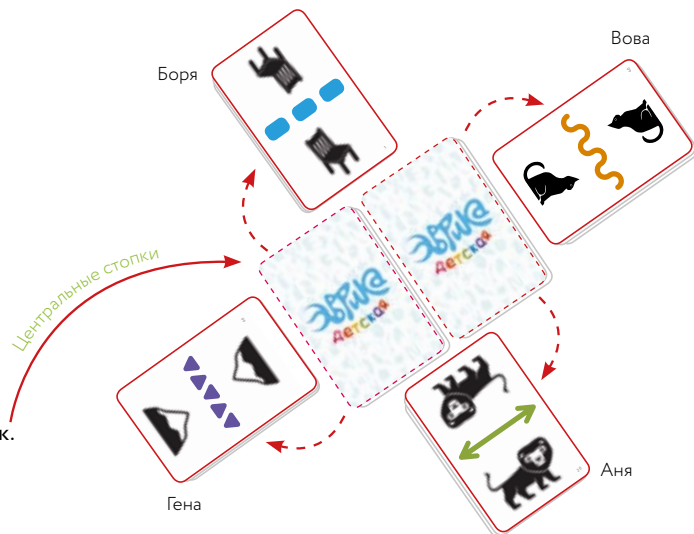 Вова
Боря
ЭВРИКА
детская
ЭВРИКА
детская
Центральные стопки
к.
Аня
Гена